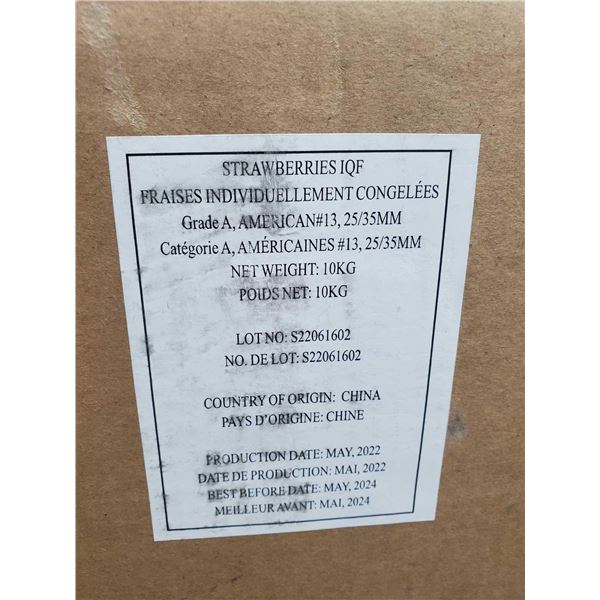 STRAWBERRIES IQF
FRAISES INDIVIDUELLEMENT CONGELÉES
Grade A, AMERICAN#13, 25/35MM
Catégorie A, AMÉRICAINES #13, 25/35MM
NET WEIGHT: 10KG
POIDS NET: 10KG
LOT NO: S22061602
NO. DE LOT: S22061602
COUNTRY OF ORIGIN: CHINA
PAYS D'ORIGINE: CHINE
PRODUCTION DATE: MAY, 2022
DATE DE PRODUCTION: MAI, 2022
BEST BEFORE DATE: MAY, 2024
MEILLEUR AVANT: MAI, 2024